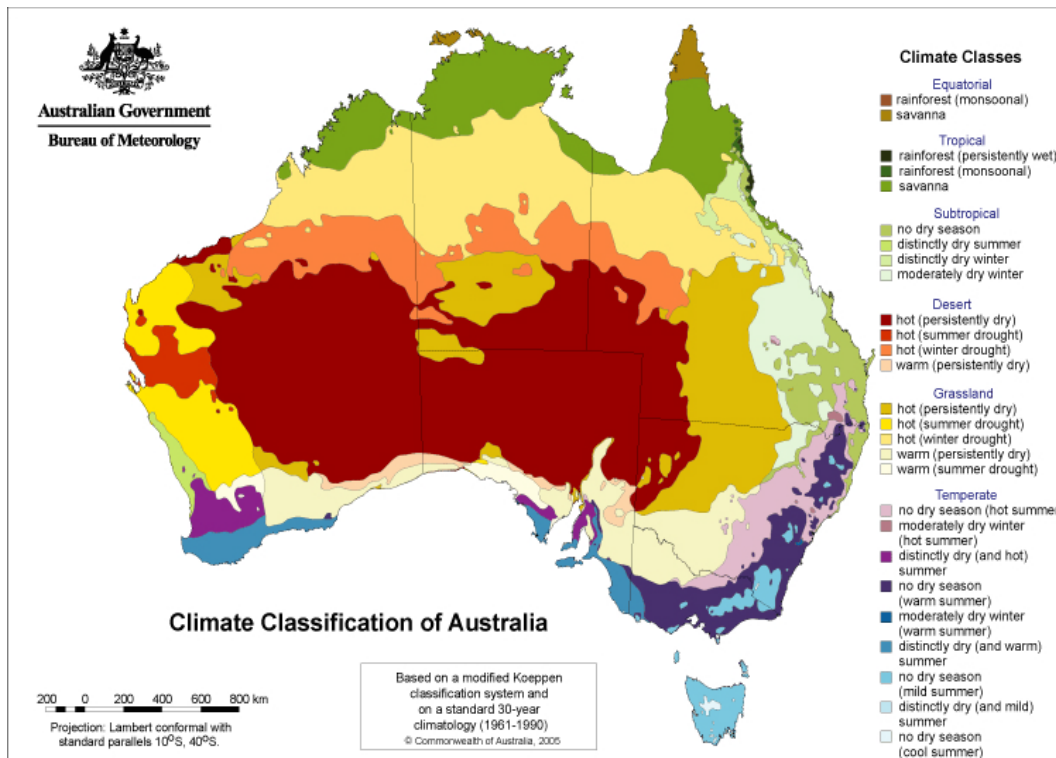 Australian Government
Bureau of Meteorology
Climate Classes
Equatorial
rainforest (monsoonal)
savanna
Tropical
rainforest (persistently wet)
rainforest (monsoonal)
savanna
Subtropical
no dry season
distinctly dry summer
distinctly dry winter
moderately dry winter
Desert
hot (persistently dry)
hot (summer drought)
hot (winter drought)
warm (persistently dry)
Grassland
hot (persistently dry)
hot (summer drought)
hot (winter drought)
warm (persistently dry)
warm (summer drought)
Temperate
no dry season (hot summer
moderately dry winter
(hot summer)
distinctly dry (and hot)
summer
no dry season
(warm summer)
moderately dry winter
(warm summer)
distinctly dry (and warm)
summer
no dry season
(mild summer)
distinctly dry (and mild)
summer
no dry season
(cool summer)
Climate Classification of Australia
Based on a modified Koeppen
classification system and
on a standard 30-year
climatology (1961-1990)
© Commonwealth of Australia, 2005
200 0 200 400 600 800 km
Projection: Lambert conformal with
standard parallels 10°S, 40°S.